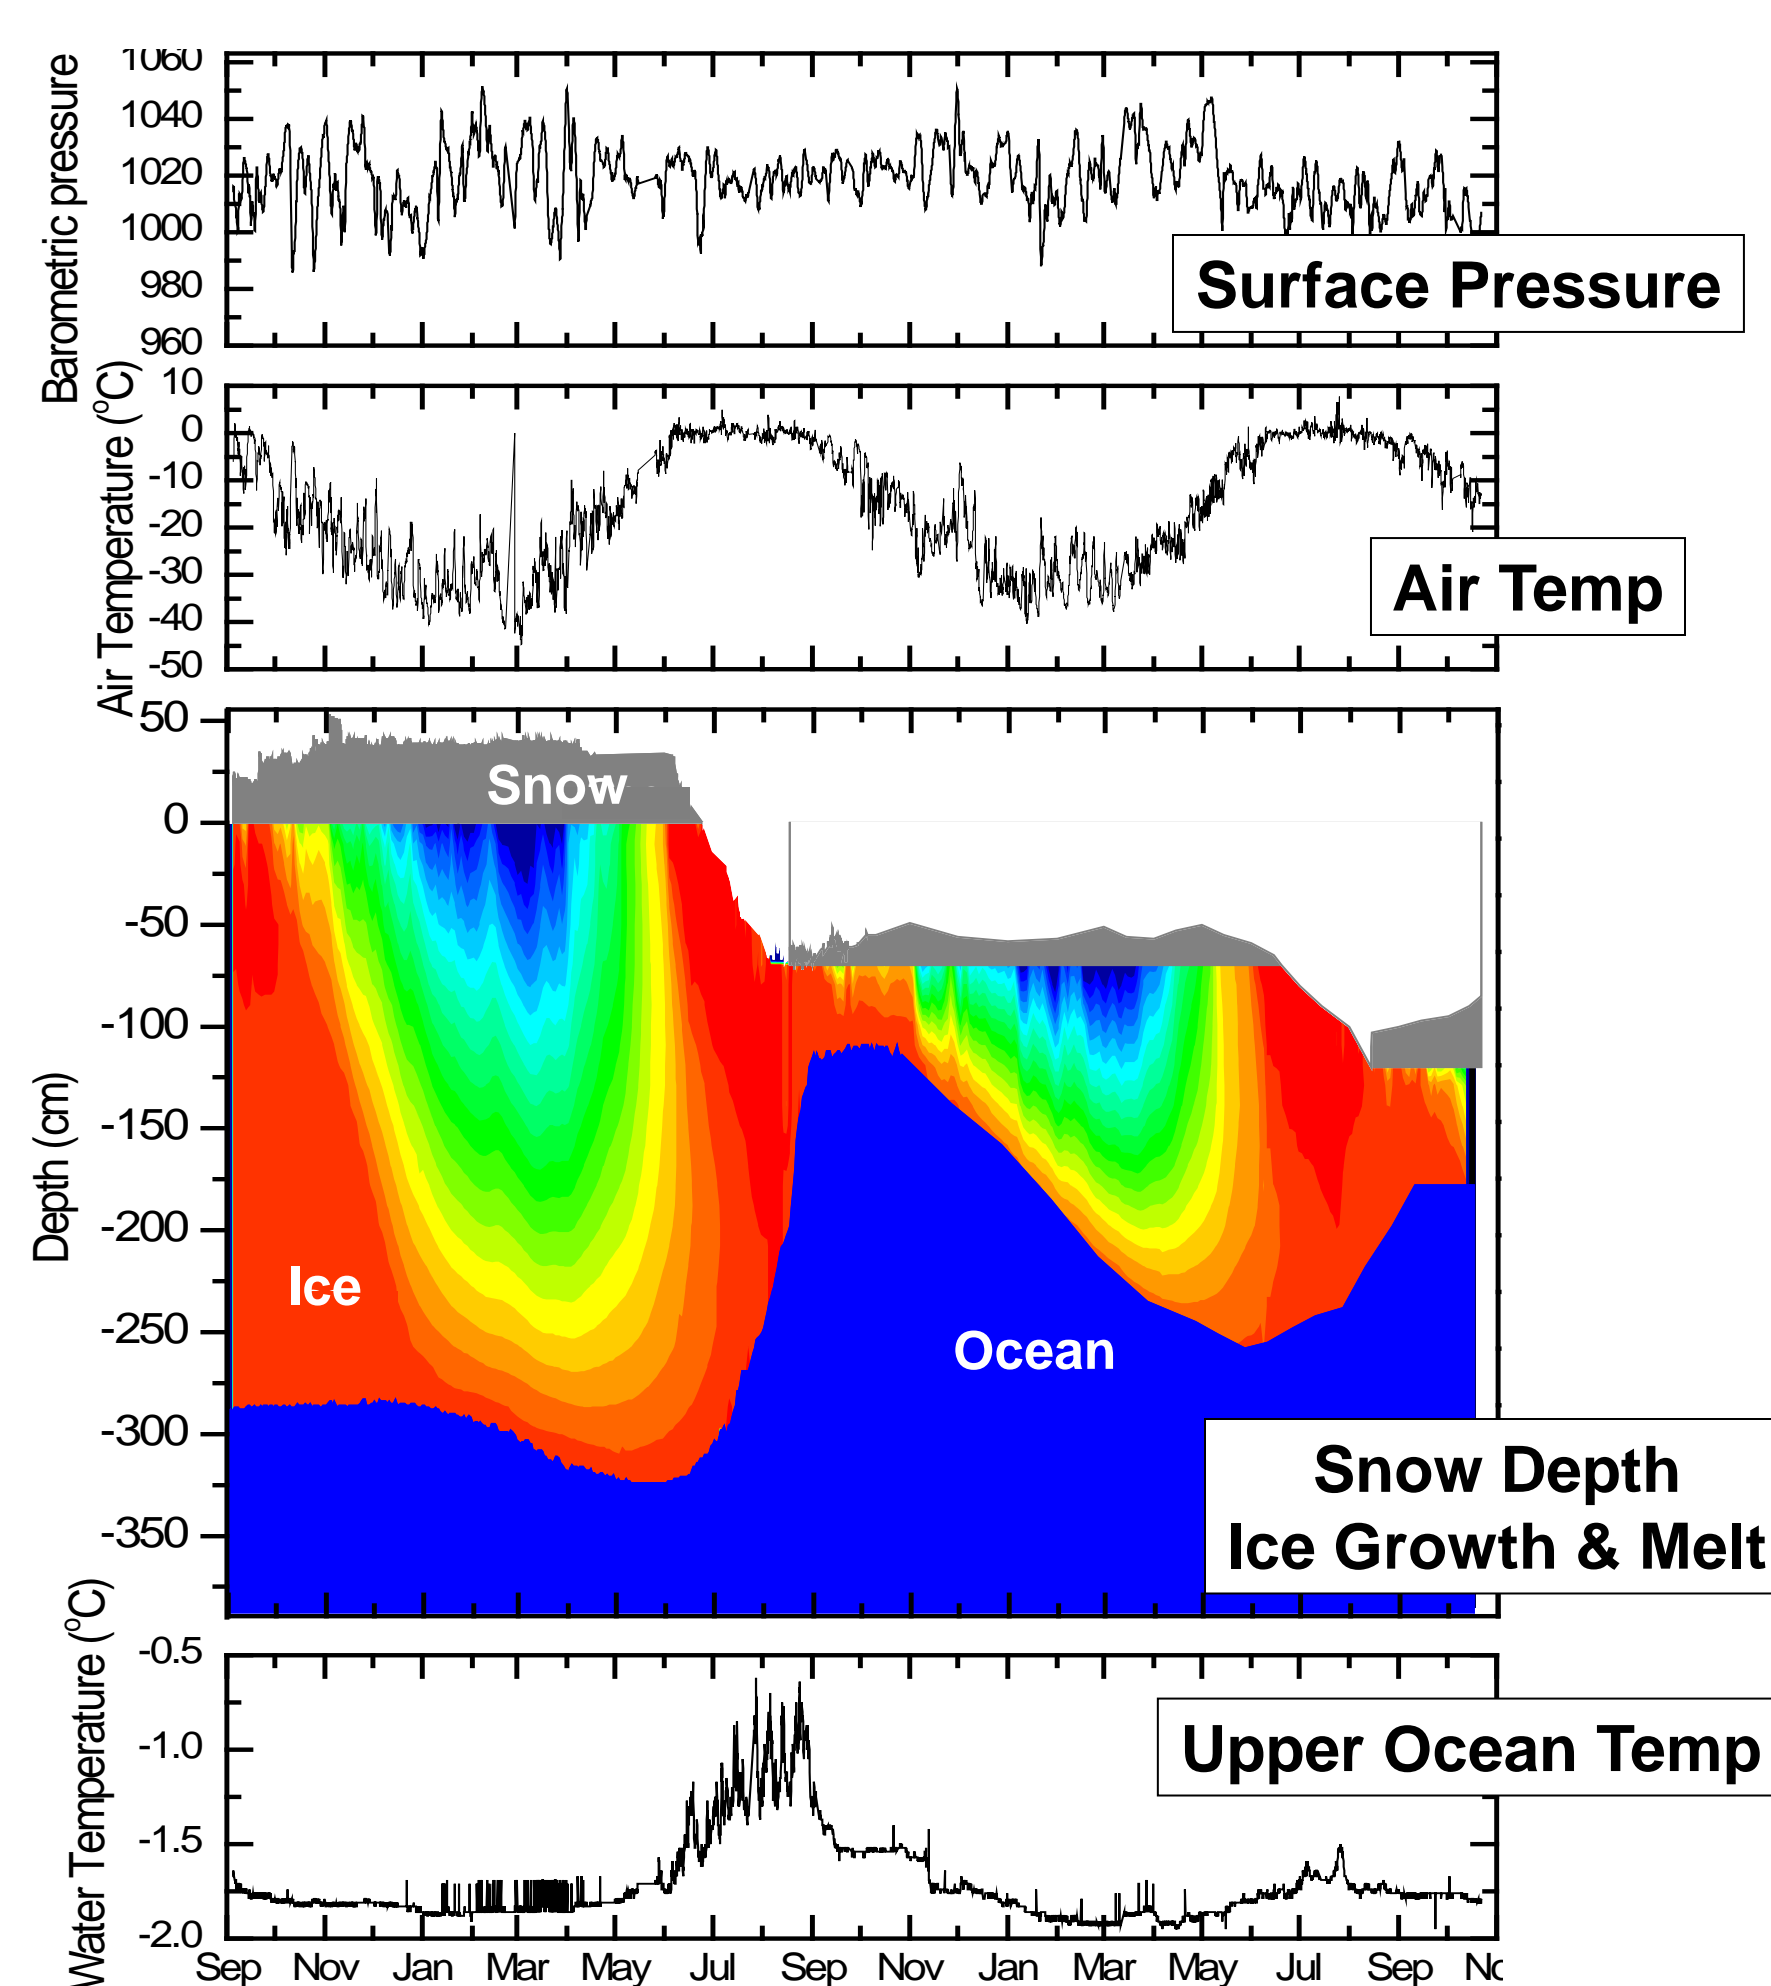 Barometric pressure
1060
1040
1020
1000
980
960
Surface Pressure
Air Temperature (°C)
10
0
-10
-20
-30
-40
-50
Air Temp
Depth (cm)
50
0
-50
-100
-150
-200
-250
-300
-350
Snow
Ice
Ocean
Snow Depth
Ice Growth & Melt
Water Temperature (°C)
-0.5
-1.0
-1.5
-2.0
Upper Ocean Temp
Sep Nov Jan Mar May Jul Sep Nov Jan Mar May Jul Sep